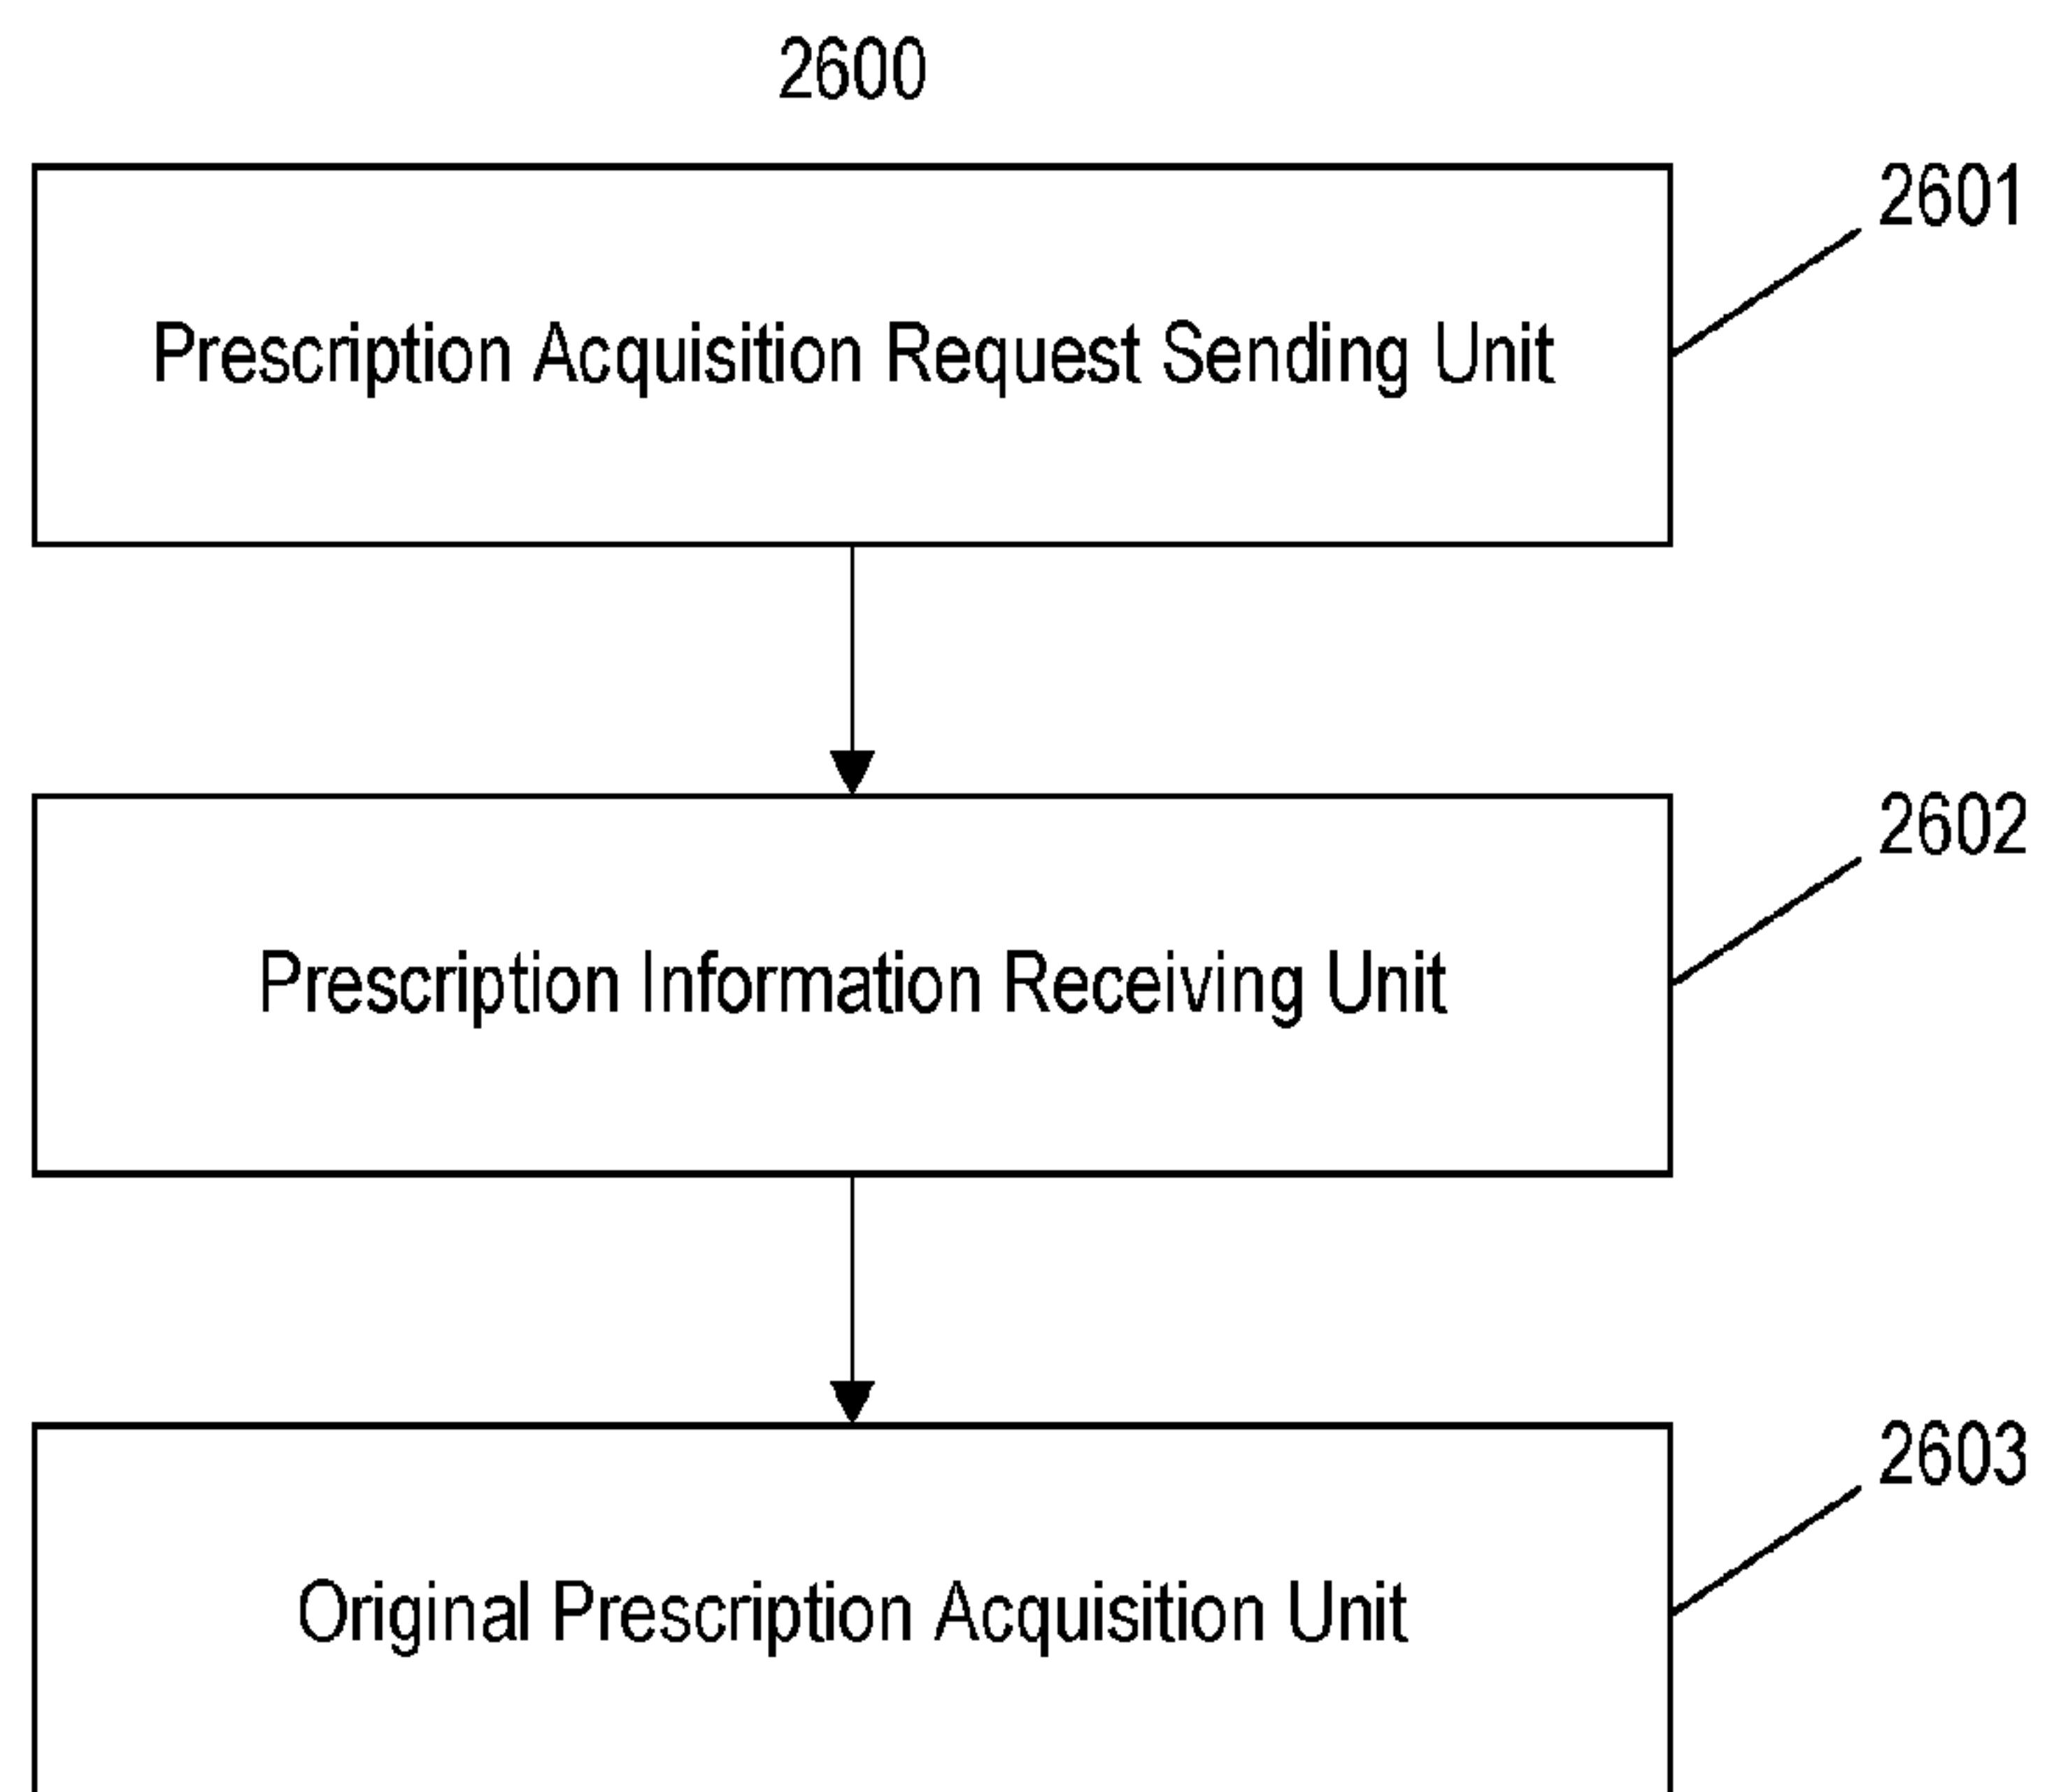 2600
2601
Prescription Acquisition Request Sending Unit
2602
Prescription Information Receiving Unit
2603
Original Prescription Acquisition Unit